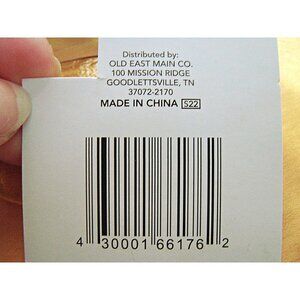 Distributed by:
OLD EAST MAIN CO.
100 MISSION RIDGE
GOODLETTSVILLE, TN
37072-2170
MADE IN CHINA S22
4 30001 66176 2